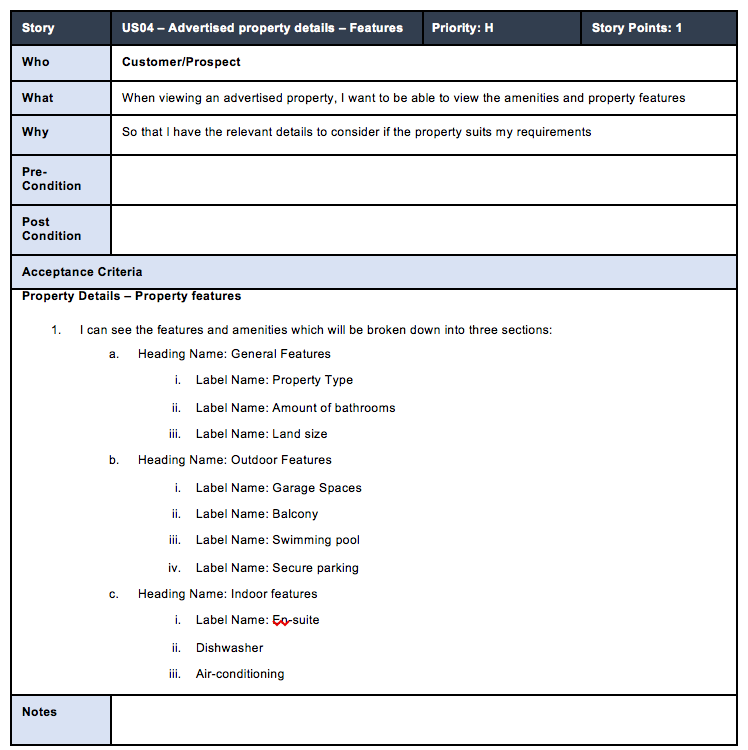 Story US04 – Advertised property details – Features Priority: H Story Points: 1
Who Customer/Prospect
What When viewing an advertised property, I want to be able to view the amenities and property features
Why So that I have the relevant details to consider if the property suits my requirements
Pre-
Condition
Post
Condition
Acceptance Criteria
Property Details – Property features
1. I can see the features and amenities which will be broken down into three sections:
a. Heading Name: General Features
i. Label Name: Property Type
ii. Label Name: Amount of bathrooms
iii. Label Name: Land size
b. Heading Name: Outdoor Features
i. Label Name: Garage Spaces
ii. Label Name: Balcony
iii. Label Name: Swimming pool
iv. Label Name: Secure parking
c. Heading Name: Indoor features
i. Label Name: En-suite
ii. Dishwasher
iii. Air-conditioning
Notes